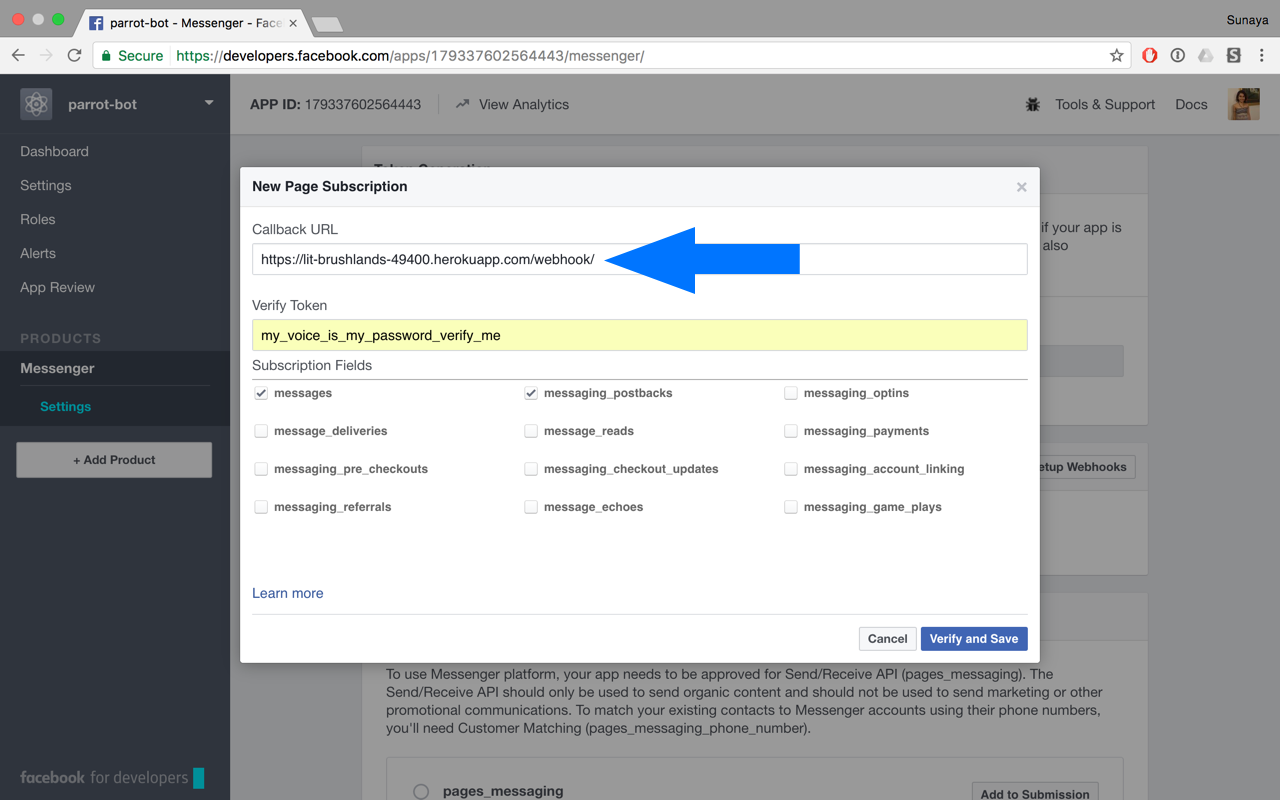 parrot-bot - Messenger - Face
Sunaya
Secure
https://developers.facebook.com/apps/179337602564443/messenger/
parrot-bot
APP ID: 179337602564443
View Analytics
Tools & Support
Docs
Dashboard
Settings
Roles
Alerts
App Review
PRODUCTS
Messenger
Settings
+ Add Product
facebook for developers
Token Generation
if your app is
also
New Page Subscription
Callback URL
https://lit-brushlands-49400.herokuapp.com/webhook/
Verify Token
my_voice_is_my_password_verify_me
Subscription Fields
messages
messaging_postbacks
messaging_optins
message_deliveries
message_reads
messaging_payments
messaging_pre_checkouts
messaging_checkout_updates
messaging_account_linking
messaging_referrals
message_echoes
messaging_game_plays
Learn more
Cancel
Verify and Save
etup Webhooks
To use Messenger platform, your app needs to be approved for Send/Receive API (pages_messaging). The
Send/Receive API should only be used to send organic content and should not be used to send marketing or other
promotional communications. To match your existing contacts to Messenger accounts using their phone numbers,
you'll need Customer Matching (pages_messaging_phone_number).
pages_messaging
Add to Submission